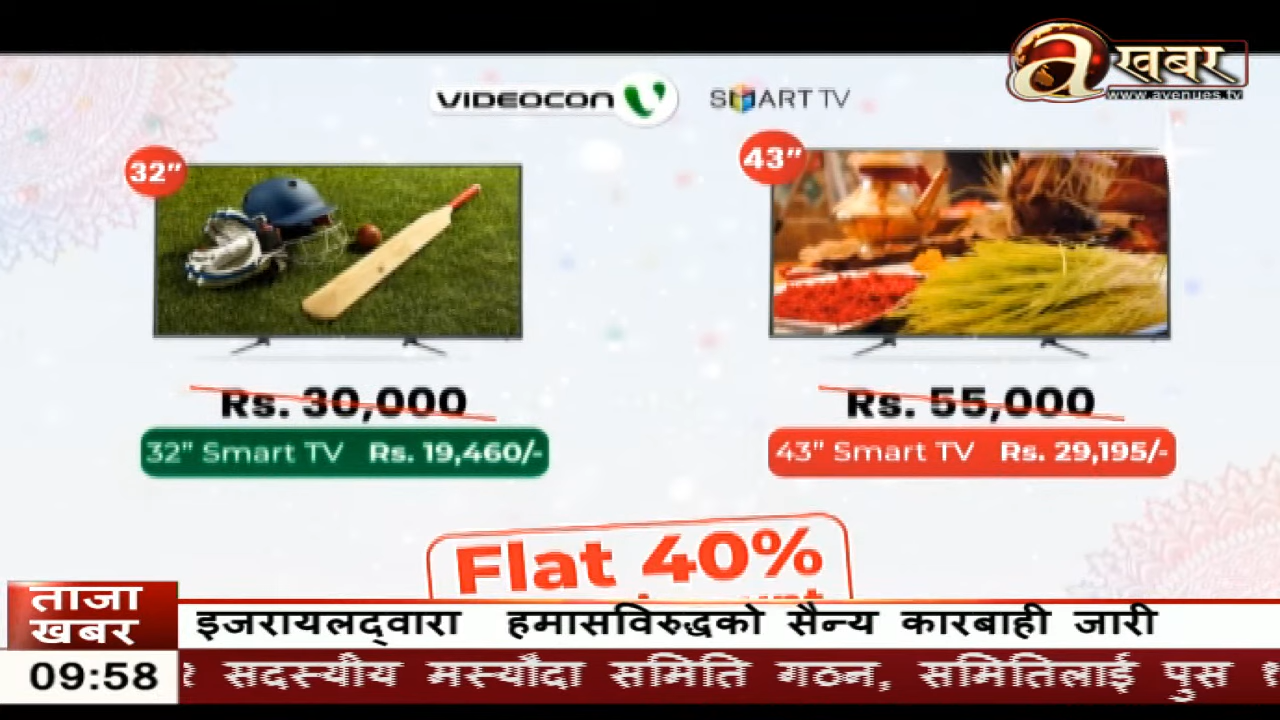 a खबर
www.avenues.tv
VIDEOCON SMART TV
32"
43"
Rs. 30,000
Rs. 55,000
32" Smart TV Rs. 19,460/-
43" Smart TV Rs. 29,195/-
Flat 40%
ताजा
खबर
इजरायलद्वारा हमासविरुद्धको सैन्य कारबाही जारी
09:58
सदस्यीय मस्यौदा समिति गठन, समितिलाई पुस